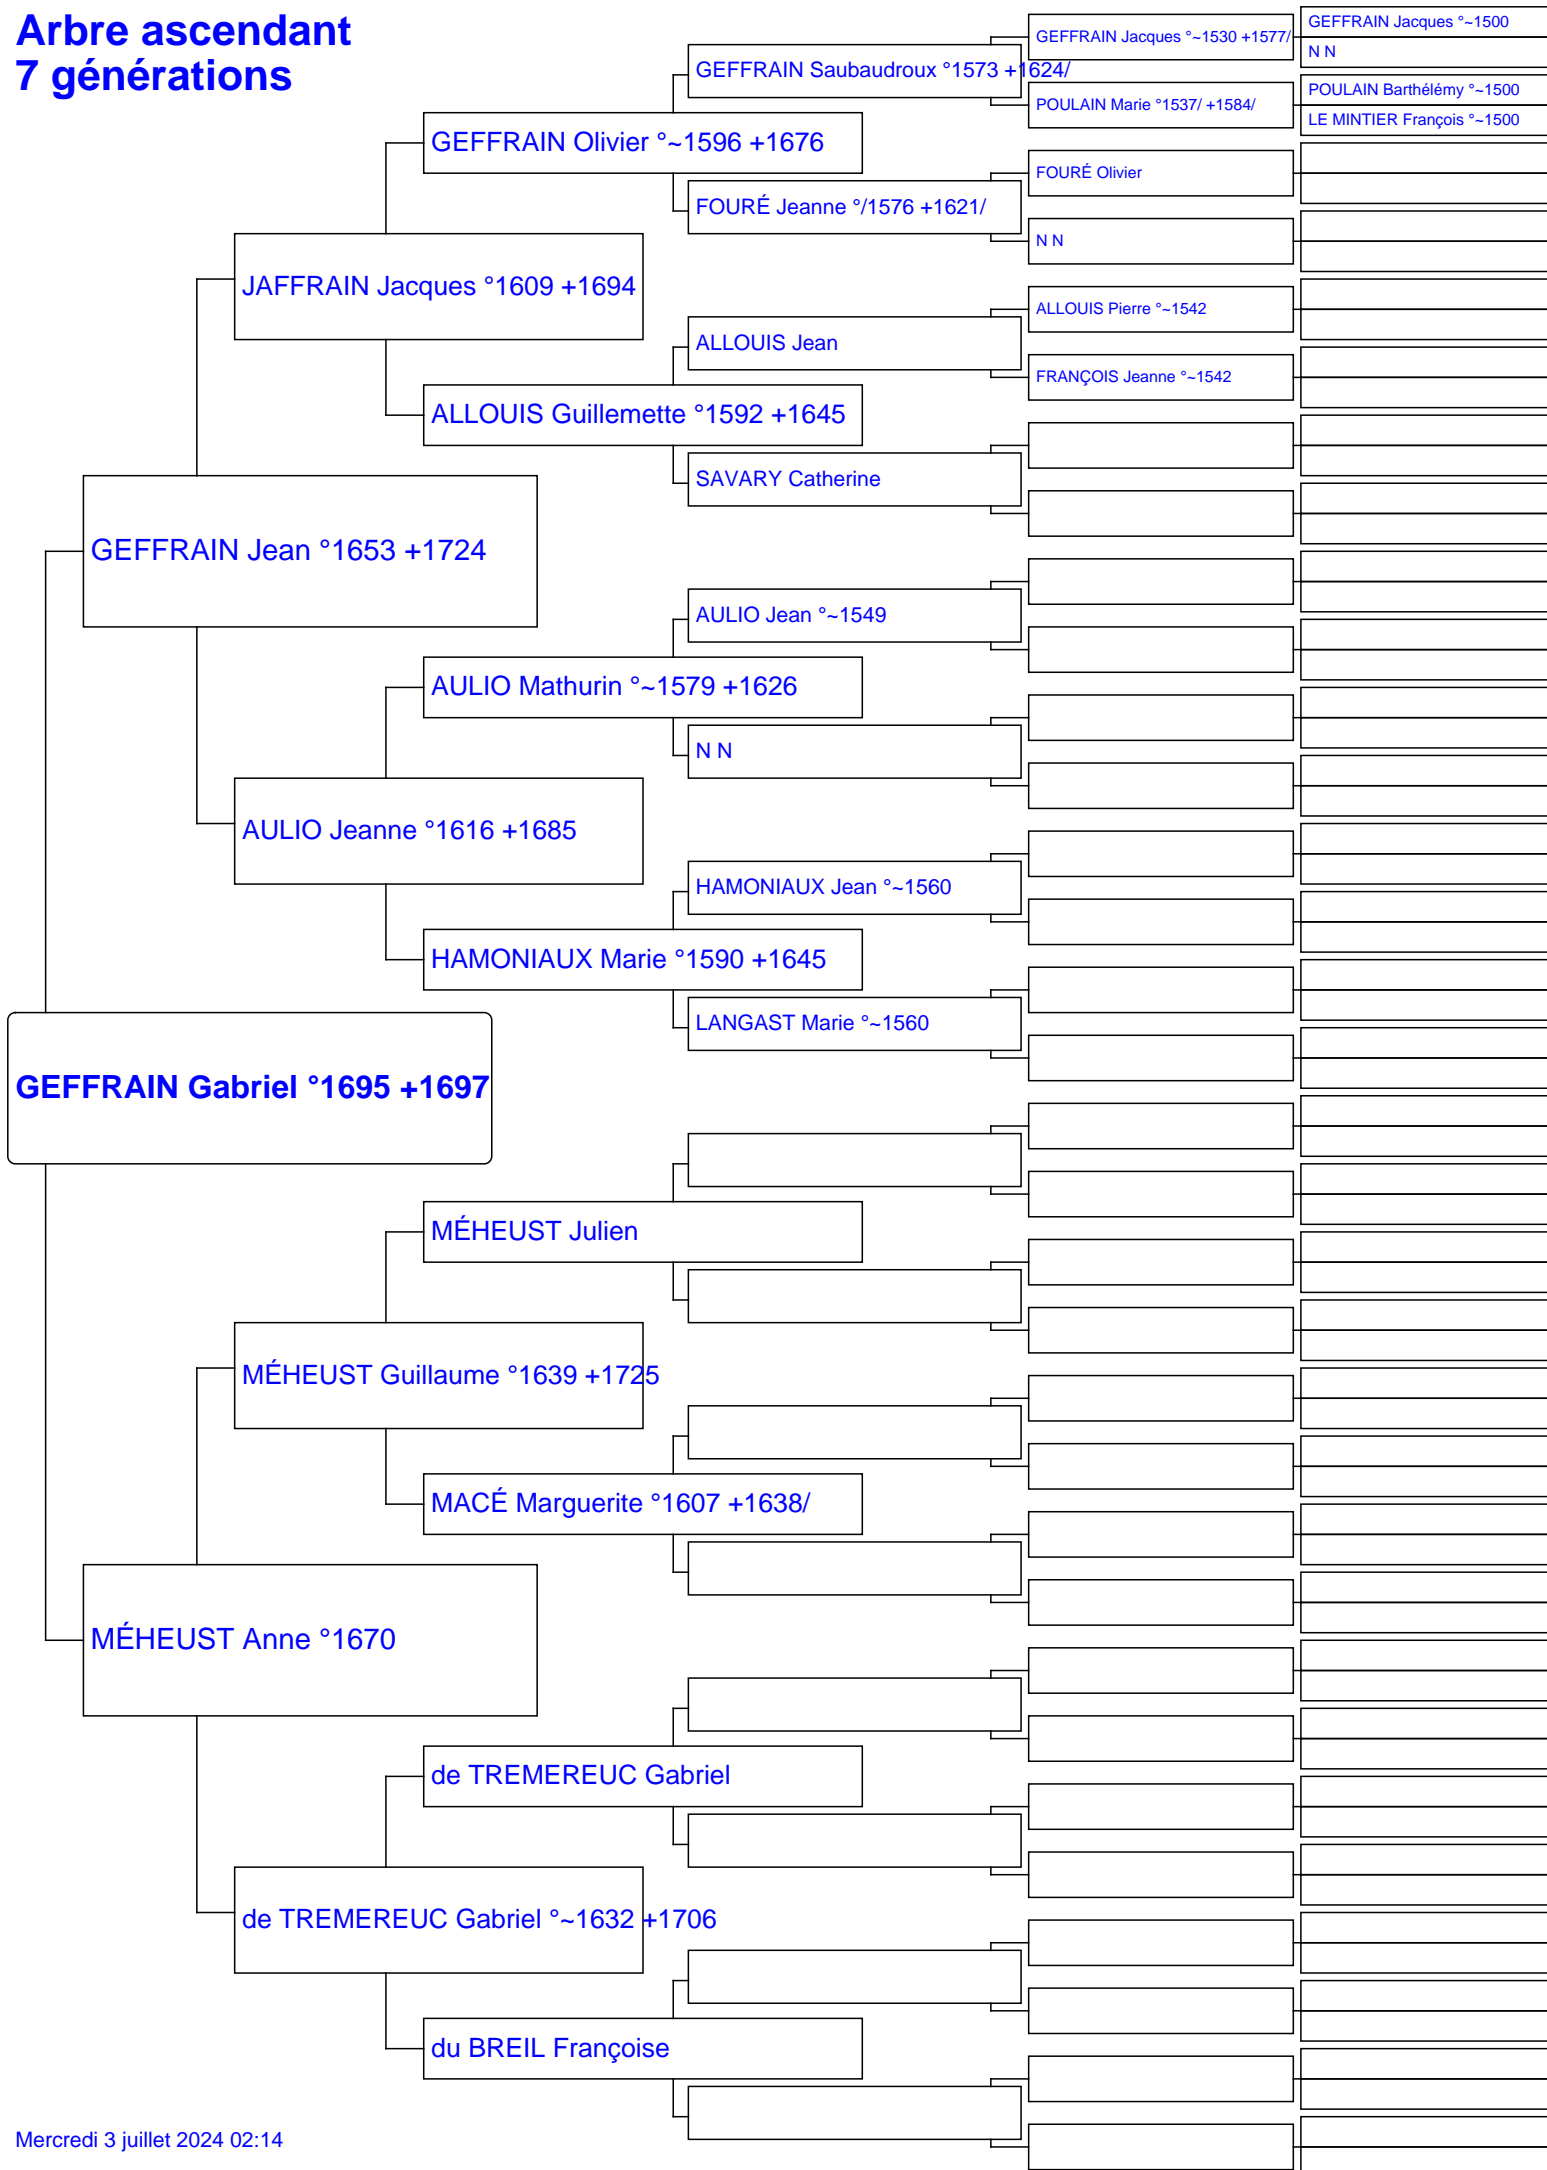 Arbre ascendant
7 générations
GEFFRAIN Jacques °~1500
GEFFRAIN Jacques °~1530 +1577/
N N
GEFFRAIN Saubaudroux °1573 +1624/
POULAIN Barthélémy °~1500
POULAIN Marie °1537/ +1584/
LE MINTIER François °~1500
GEFFRAIN Olivier °~1596 +1676
FOURÉ Olivier
FOURÉ Jeanne °/1576 +1621/
N N
JAFFRAIN Jacques °1609 +1694
ALLOUIS Pierre °~1542
ALLOUIS Jean
FRANÇOIS Jeanne °~1542
ALLOUIS Guillemette °1592 +1645
SAVARY Catherine
GEFFRAIN Jean °1653 +1724
AULIO Jean °~1549
AULIO Mathurin °~1579 +1626
N N
AULIO Jeanne °1616 +1685
HAMONIAUX Jean °~1560
HAMONIAUX Marie °1590 +1645
LANGAST Marie °~1560
GEFFRAIN Gabriel °1695 +1697
MÉHEUST Julien
MÉHEUST Guillaume °1639 +1725
MACÉ Marguerite °1607 +1638/
MÉHEUST Anne °1670
de TREMEREUC Gabriel
de TREMEREUC Gabriel °~1632 +1706
du BREIL Françoise
Mercredi 3 juillet 2024 02:14